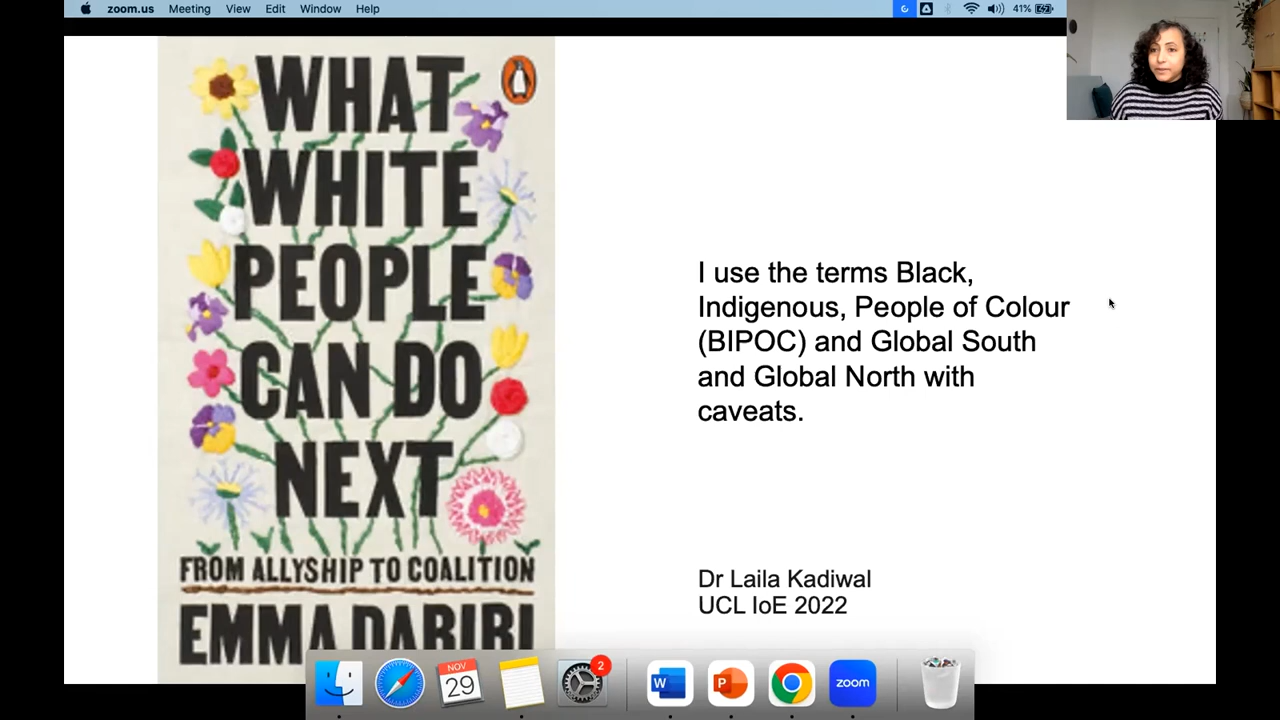 zoom.us Meeting View Edit Window Help 41%
WHAT
WHITE
PEOPLE
CAN DO
NEXT
FROM ALLYSHIP TO COALITION
EMMA DABIRI
I use the terms Black,
Indigenous, People of Colour
(BIPOC) and Global South
and Global North with
caveats.
Dr Laila Kadiwal
UCL IoE 2022
2
NOV
29
W
P
zoom